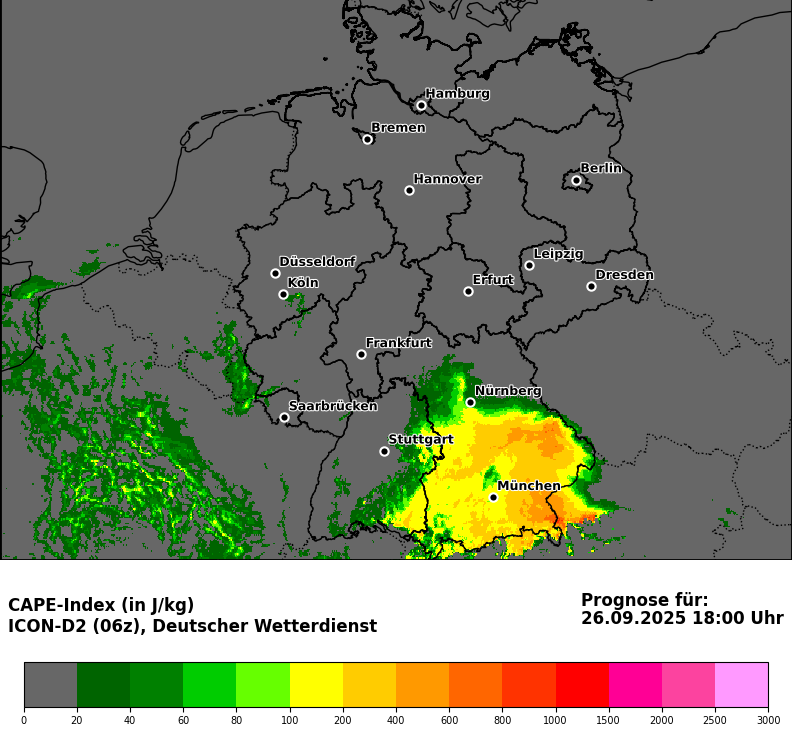 Hamburg
Bremen
Berlin
Hannover
Leipzig
Düsseldorf
Dresden
Köln
Erfurt
Frankfurt
Nürnberg
Saarbrücken
Stuttgart
München
CAPE-Index (in J/kg)
ICON-D2 (06z), Deutscher Wetterdienst
Prognose für:
26.09.2025 18:00 Uhr
0 20 40 60 80 100 200 400 600 800 1000 1500 2000 2500 3000